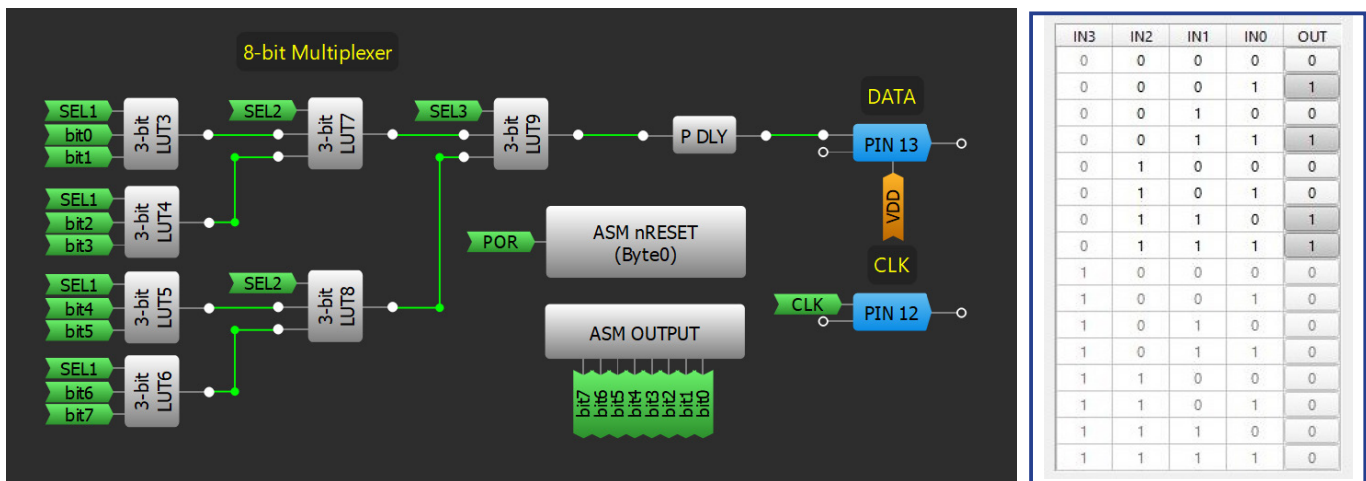 8-bit Multiplexer
SEL1
bit0
bit1
3-bit
LUT3
SEL2
3-bit
LUT7
SEL3
3-bit
LUT9
P DLY
DATA
PIN 13
VDD
SEL1
bit2
bit3
3-bit
LUT4
POR
ASM nRESET
(Byte0)
CLK
CLK
PIN 12
SEL1
bit4
bit5
3-bit
LUT5
SEL2
3-bit
LUT8
ASM OUTPUT
bit7
bit6
bit5
bit4
bit3
bit2
bit1
bit0
SEL1
bit6
bit7
3-bit
LUT6
IN3 IN2 IN1 IN0 OUT
0 0 0 0 0
0 0 0 1 1
0 0 1 0 0
0 0 1 1 1
0 1 0 0 0
0 1 0 1 0
0 1 1 0 1
0 1 1 1 1
1 0 0 0 0
1 0 0 1 0
1 0 1 0 0
1 0 1 1 0
1 1 0 0 0
1 1 0 1 0
1 1 1 0 0
1 1 1 1 0